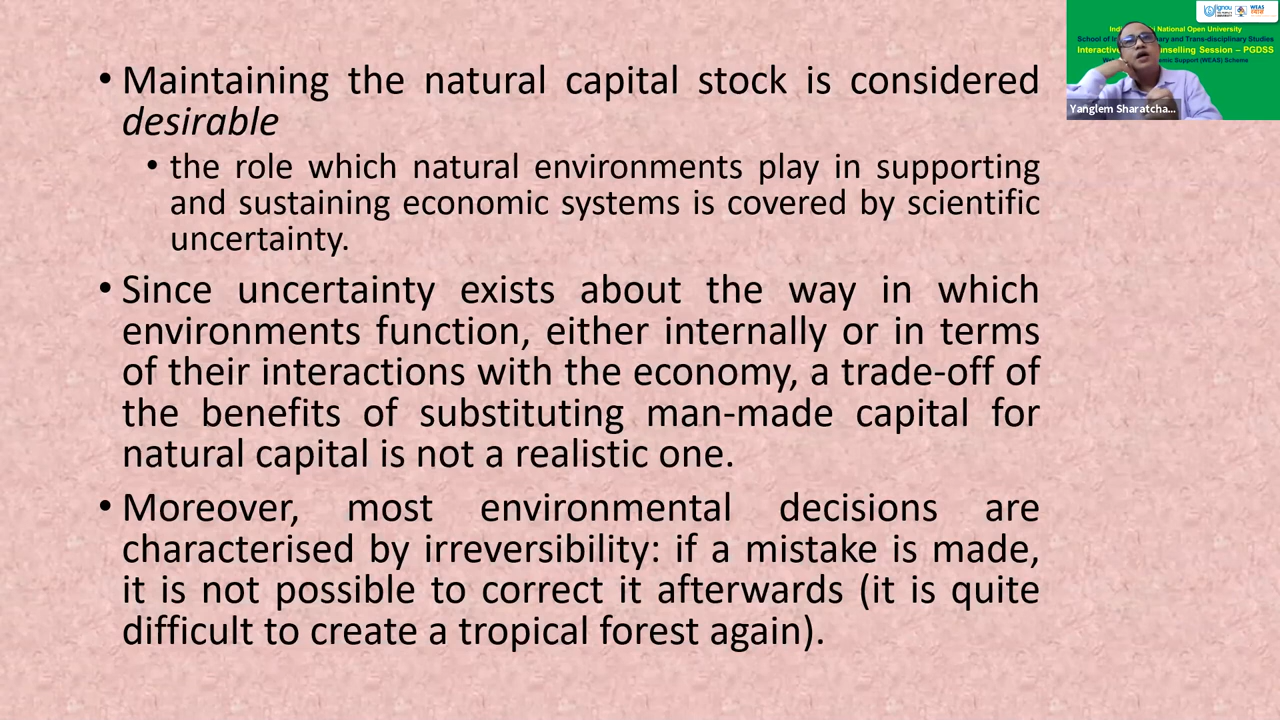 • Maintaining the natural capital stock is considered
desirable
• the role which natural environments play in supporting
and sustaining economic systems is covered by scientific
uncertainty.
• Since uncertainty exists about the way in which
environments function, either internally or in terms
of their interactions with the economy, a trade-off of
the benefits of substituting man-made capital for
natural capital is not a realistic one.
• Moreover, most environmental decisions are
characterised by irreversibility: if a mistake is made,
it is not possible to correct it afterwards (it is quite
difficult to create a tropical forest again).
ignou
WEAS
National Open University
School of and Trans-disciplinary Studies
Session – PGDSS
Support (WEAS) Scheme
Yanglem Sharatcha...